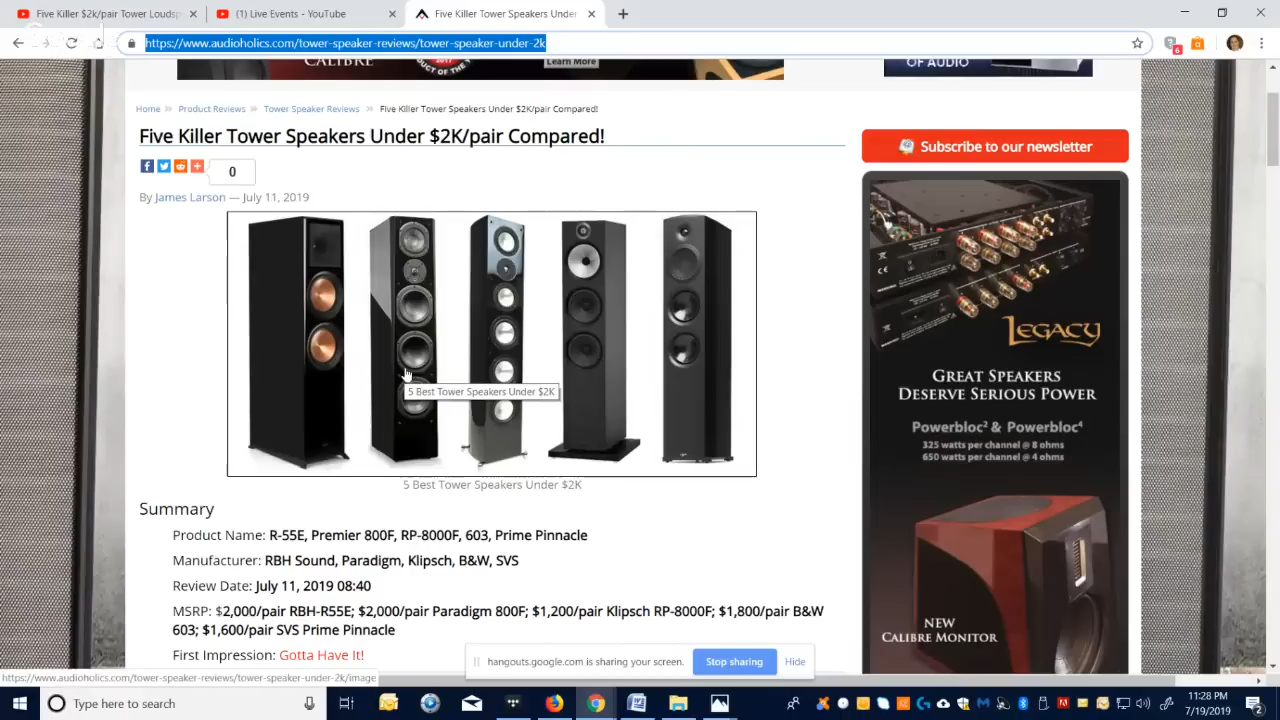 Five Killer $2k/pair Tower Loudsp
(1) Live Events - YouTube
Five Killer Tower Speakers Under
https://www.audioholics.com/tower-speaker-reviews/tower-speaker-under-2k
6
CALIBRE
Learn More
OF AUDIO
Home » Product Reviews » Tower Speaker Reviews » Five Killer Tower Speakers Under $2K/pair Compared!
Five Killer Tower Speakers Under $2K/pair Compared!
0
By James Larson — July 11, 2019
5 Best Tower Speakers Under $2K
5 Best Tower Speakers Under $2K
Summary
Product Name: R-55E, Premier 800F, RP-8000F, 603, Prime Pinnacle
Manufacturer: RBH Sound, Paradigm, Klipsch, B&W, SVS
Review Date: July 11, 2019 08:40
MSRP: $2,000/pair RBH-R55E; $2,000/pair Paradigm 800F; $1,200/pair Klipsch RP-8000F; $1,800/pair B&W
603; $1,600/pair SVS Prime Pinnacle
First Impression: Gotta Have It!
Subscribe to our newsletter
LEGACY
GREAT SPEAKERS
DESERVE SERIOUS POWER
Powerbloc² & Powerbloc⁴
325 watts per channel @ 8 ohms
650 watts per channel @ 4 ohms
NEW
CALIBRE MONITOR
hangouts.google.com is sharing your screen.
Stop sharing
Hide
https://www.audioholics.com/tower-speaker-reviews/tower-speaker-under-2k/image
Type here to search
11:28 PM
7/19/2019
2